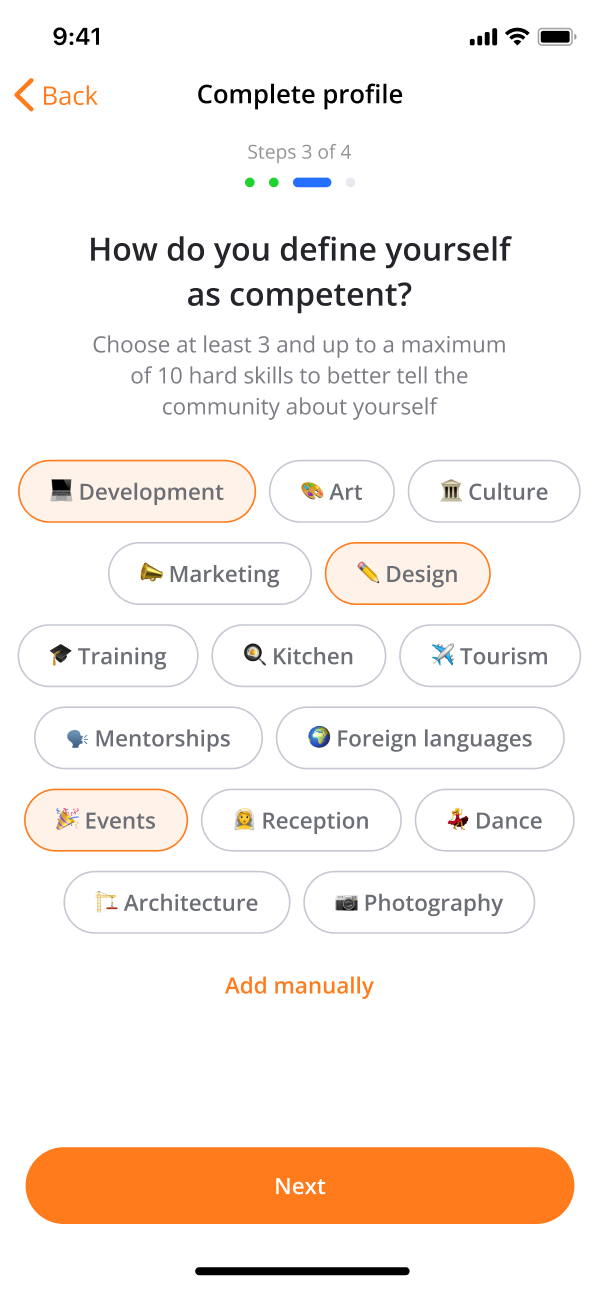 9:41
Back
Complete profile
Steps 3 of 4
How do you define yourself
as competent?
Choose at least 3 and up to a maximum
of 10 hard skills to better tell the
community about yourself
Development
Art
Culture
Marketing
Design
Training
Kitchen
Tourism
Mentorships
Foreign languages
Events
Reception
Dance
Architecture
Photography
Add manually
Next